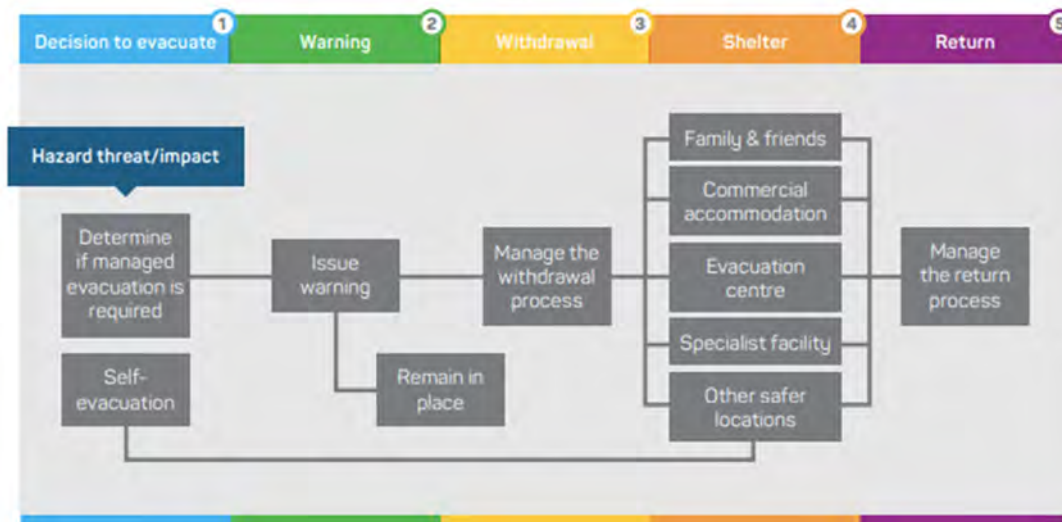 1
2
3
4
5
Decision to evacuate
Warning
Withdrawal
Shelter
Return
Hazard threat/impact
Determine
if managed
evacuation is
required
Self-
evacuation
Issue
warning
Remain in
place
Manage the
withdrawal
process
Family & friends
Commercial
accommodation
Evacuation
centre
Specialist facility
Other safer
locations
Manage
the return
process